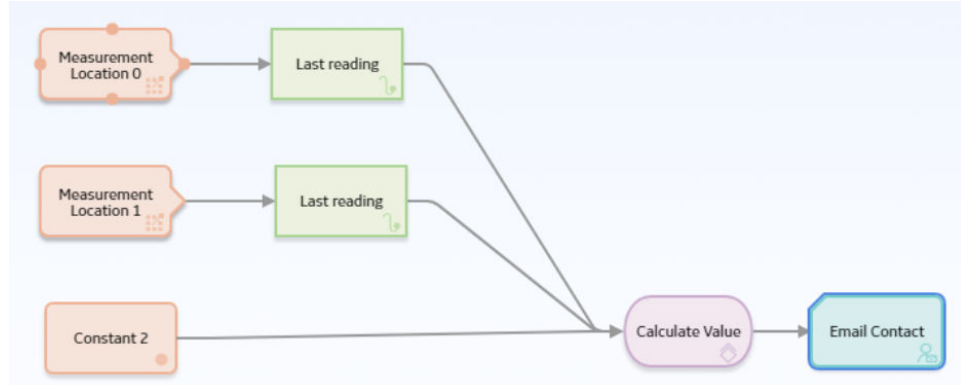 Measurement
Location 0
Last reading
Measurement
Location 1
Last reading
Constant 2
Calculate Value
Email Contact